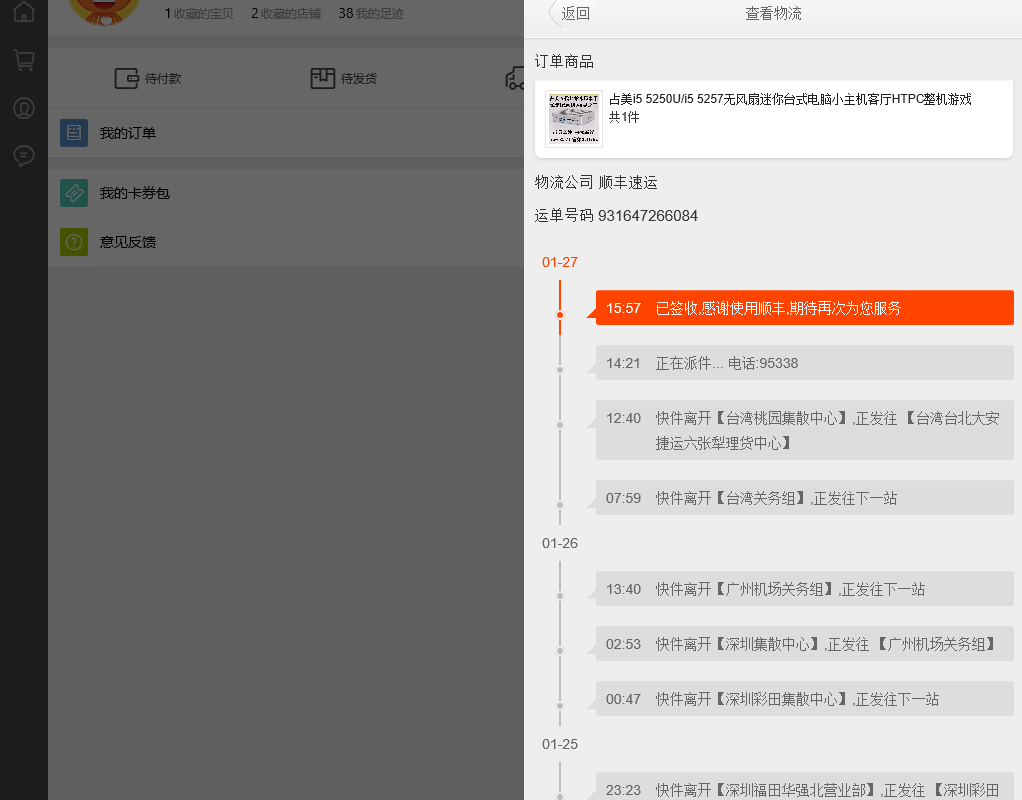 1 收藏的宝贝
2 收藏的店铺
38 我的足迹
待付款
待发货
我的订单
我的卡券包
意见反馈
返回
查看物流
订单商品
占美i5 5250U/i5 5257无风扇迷你台式电脑小主机客厅HTPC整机游戏
共1件
物流公司 顺丰速运
运单号码 931647266084
01-27
15:57 已签收,感谢使用顺丰,期待再次为您服务
14:21 正在派件... 电话:95338
12:40 快件离开【台湾桃园集散中心】,正发往 【台湾台北大安
捷运六张犁理货中心】
07:59 快件离开【台湾关务组】,正发往下一站
01-26
13:40 快件离开【广州机场关务组】,正发往下一站
02:53 快件离开【深圳集散中心】,正发往 【广州机场关务组】
00:47 快件离开【深圳彩田集散中心】,正发往下一站
01-25
23:23 快件离开【深圳福田华强北营业部】,正发往 【深圳彩田